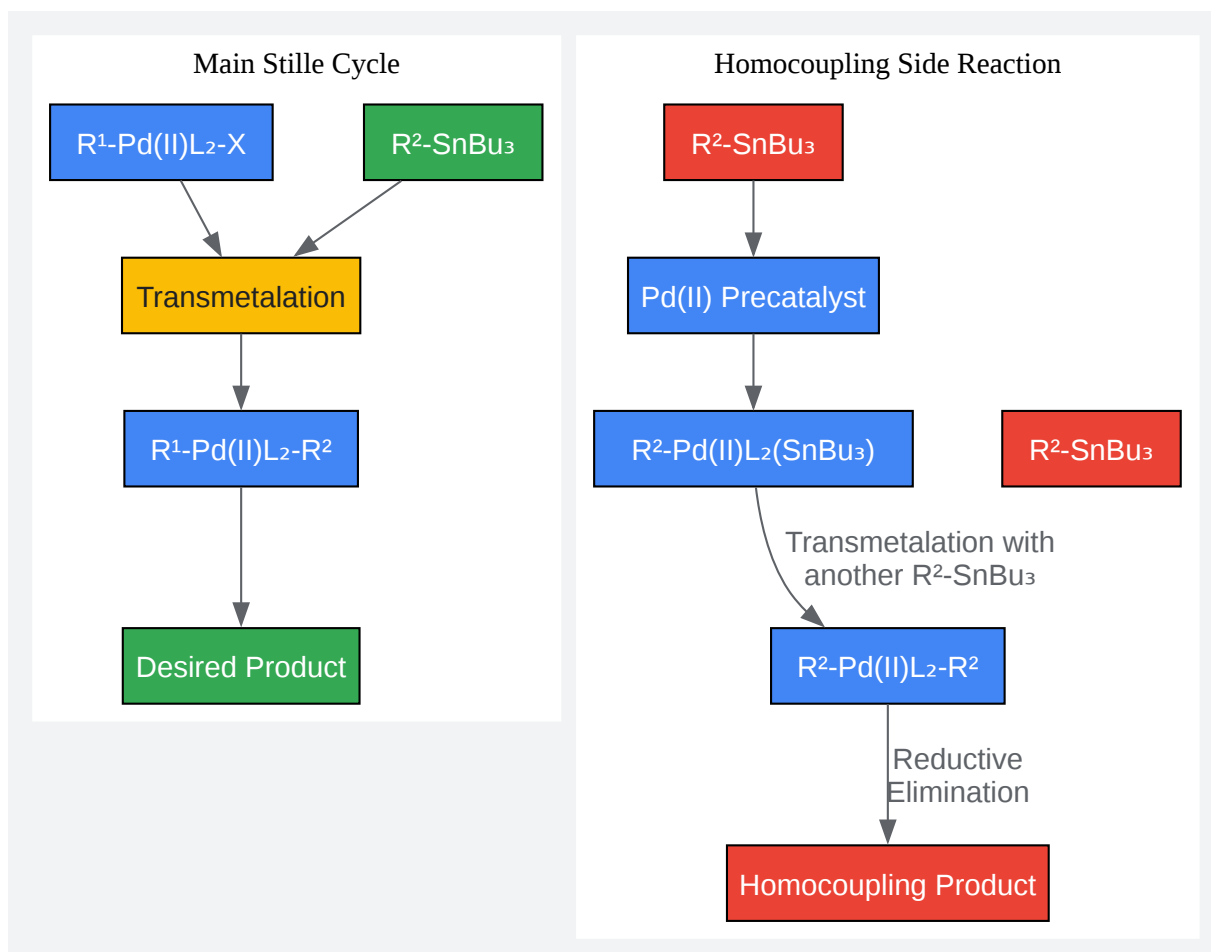 Main Stille Cycle
R¹-Pd(II)L₂-X
R²-SnBu₃
Transmetalation
R¹-Pd(II)L₂-R²
Desired Product
Homocoupling Side Reaction
R²-SnBu₃
Pd(II) Precatalyst
R²-Pd(II)L₂(SnBu₃)
R²-SnBu₃
Transmetalation with
another R²-SnBu₃
R²-Pd(II)L₂-R²
Reductive
Elimination
Homocoupling Product